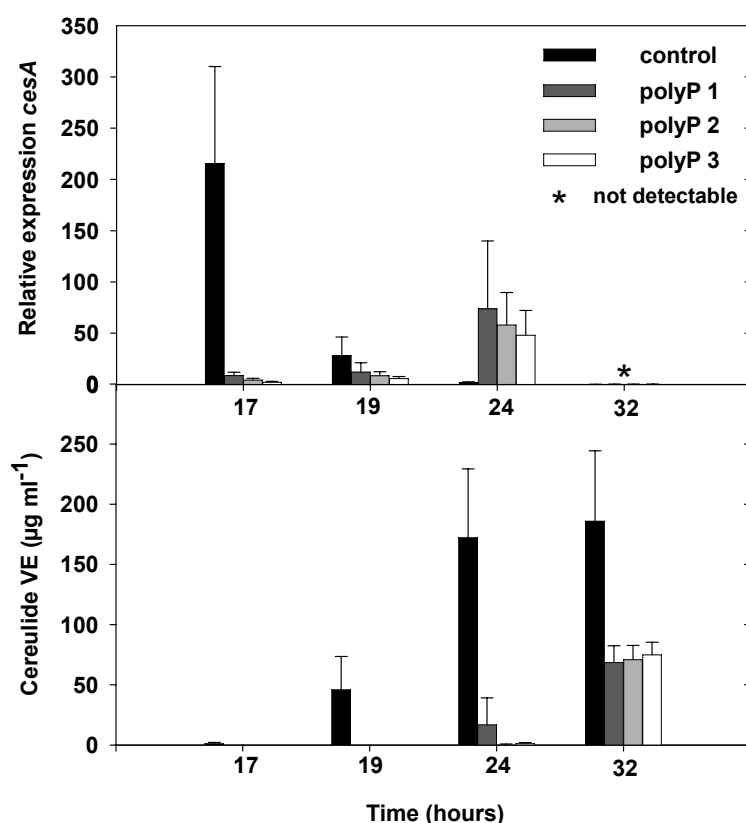 350
300
250
200
150
100
50
0
Relative expression cesA
control
polyP 1
polyP 2
polyP 3
* not detectable
*
17 19 24 32
250
200
150
100
50
0
Cereulide VE (µg ml⁻¹)
17 19 24 32
Time (hours)